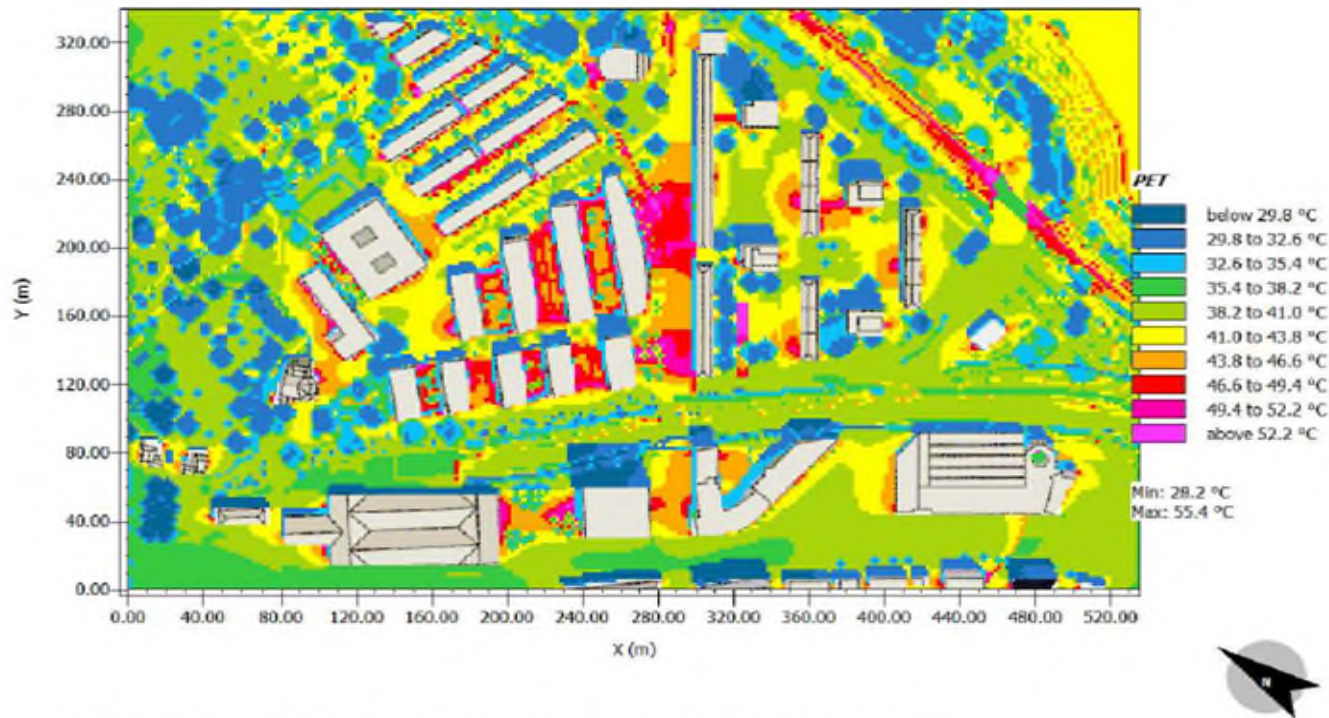 320.00
280.00
240.00
200.00
160.00
120.00
80.00
40.00
0.00
Y (m)
0.00 40.00 80.00 120.00 160.00 200.00 240.00 280.00 320.00 360.00 400.00 440.00 480.00 520.00
X (m)
PET
below 29.8 °C
29.8 to 32.6 °C
32.6 to 35.4 °C
35.4 to 38.2 °C
38.2 to 41.0 °C
41.0 to 43.8 °C
43.8 to 46.6 °C
46.6 to 49.4 °C
49.4 to 52.2 °C
above 52.2 °C
Min: 28.2 °C
Max: 55.4 °C
N